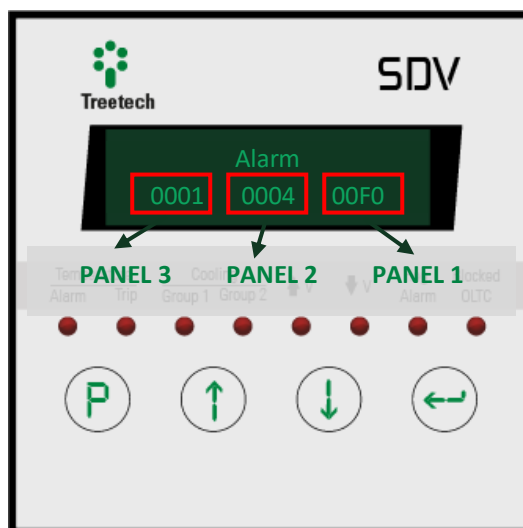 Treetech
SDV
Alarm
0001 0004 00F0
PANEL 3 PANEL 2 PANEL 1
Cooling
Alarm Trip Group 1 Group 2 V V Alarm OLTC
P